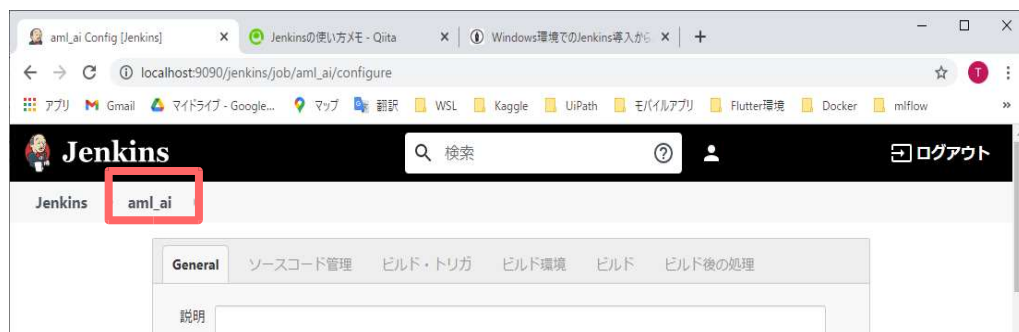 aml_ai Config [Jenkins]
Jenkinsの使い方メモ - Qiita
Windows環境でのJenkins導入から
localhost:9090/jenkins/job/aml_ai/configure
T
アプリ Gmail マイドライブ - Google... マップ 翻訳 WSL Kaggle UiPath モバイルアプリ Flutter環境 Docker mlflow »
Jenkins 検索 ログアウト
Jenkins aml_ai
General ソースコード管理 ビルド・トリガ ビルド環境 ビルド ビルド後の処理
説明